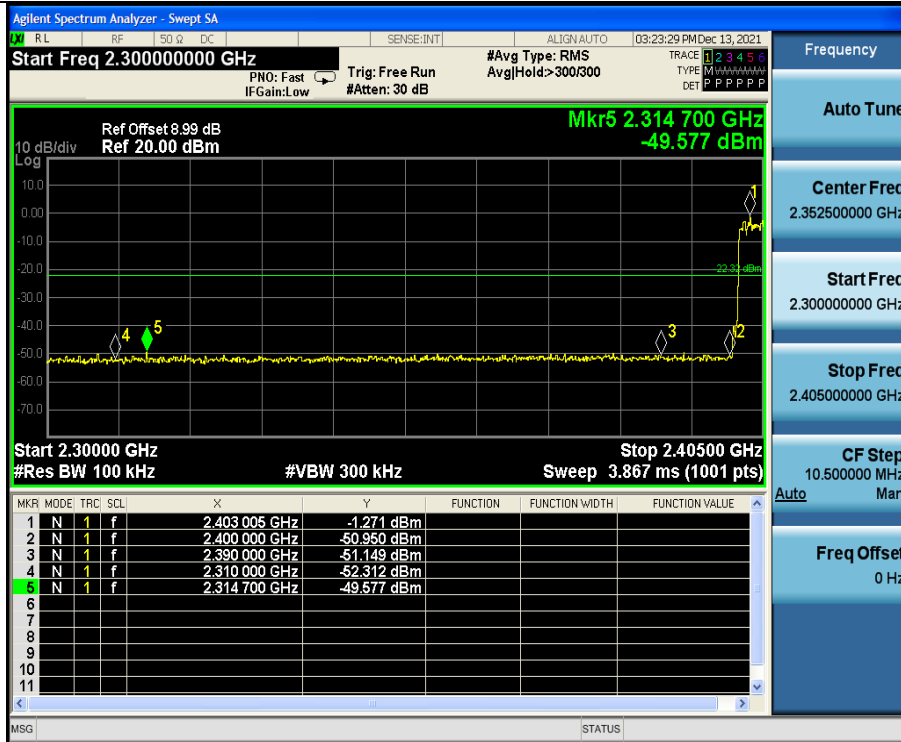 Agilent Spectrum Analyzer - Swept SA
LXI RL RF 50 Ω DC SENSE:INT ALIGNAUTO 03:23:29 PM Dec 13, 2021
Start Freq 2.300000000 GHz
PNO: Fast
IFGain:Low
Trig: Free Run
#Atten: 30 dB
#Avg Type: RMS
Avg|Hold:>300/300
TRACE 1 2 3 4 5 6
TYPE M
DET P P P P P P
Mkr5 2.314 700 GHz
-49.577 dBm
Ref Offset 8.99 dB
10 dB/div Ref 20.00 dBm
Log
10.0
0.00
-10.0
-20.0
-30.0
-40.0
-50.0
-60.0
-70.0
1
22.32 dBm
4 5 3 2
Start 2.30000 GHz Stop 2.40500 GHz
#Res BW 100 kHz #VBW 300 kHz Sweep 3.867 ms (1001 pts)
MKR MODE TRC SCL X Y FUNCTION FUNCTION WIDTH FUNCTION VALUE
1 N 1 f 2.403 005 GHz -1.271 dBm
2 N 1 f 2.400 000 GHz -50.950 dBm
3 N 1 f 2.390 000 GHz -51.149 dBm
4 N 1 f 2.310 000 GHz -52.312 dBm
5 N 1 f 2.314 700 GHz -49.577 dBm
6
7
8
9
10
11
MSG STATUS
Frequency
Auto Tune
Center Freq
2.352500000 GHz
Start Freq
2.300000000 GHz
Stop Freq
2.405000000 GHz
CF Step
10.500000 MHz
Auto Man
Freq Offset
0 Hz